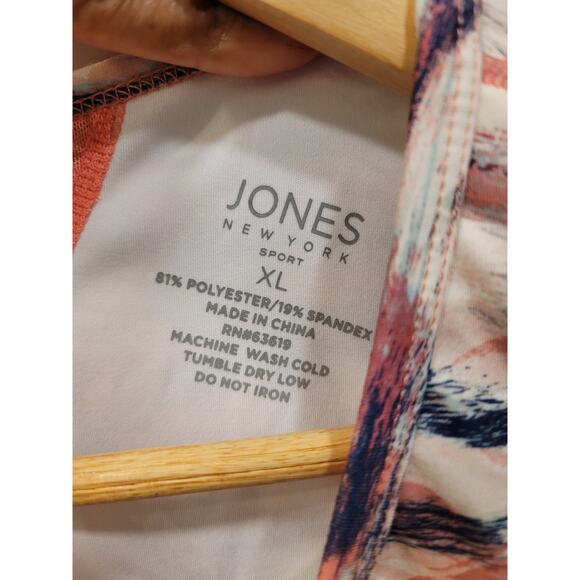 JONES
NEW YORK
SPORT
XL
81% POLYESTER/19% SPANDEX
MADE IN CHINA
RN#63619
MACHINE WASH COLD
TUMBLE DRY LOW
DO NOT IRON